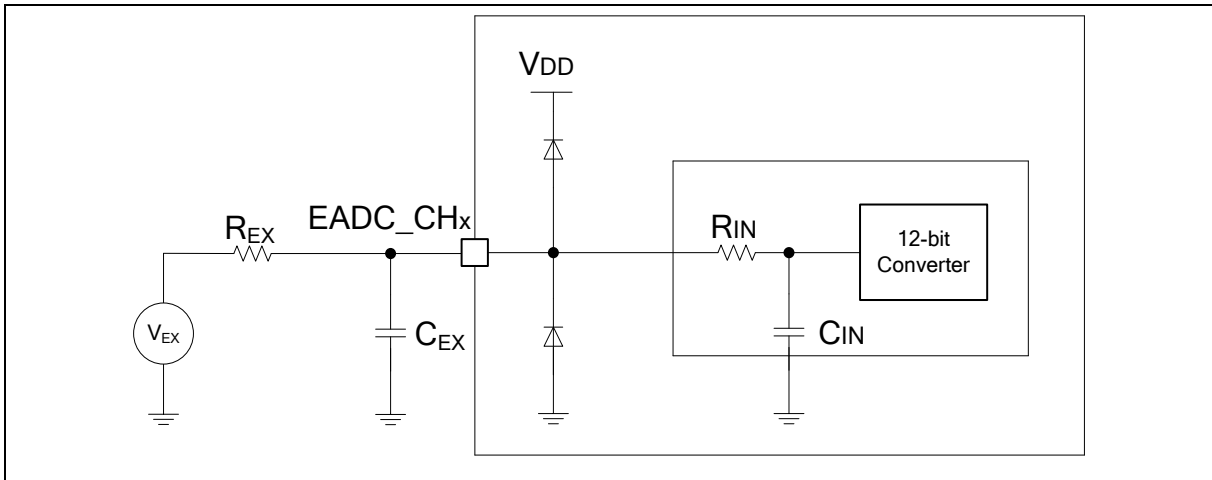 VDD
EADC_CHx
REX
RIN
12-bit
Converter
VEX
CEX
CIN